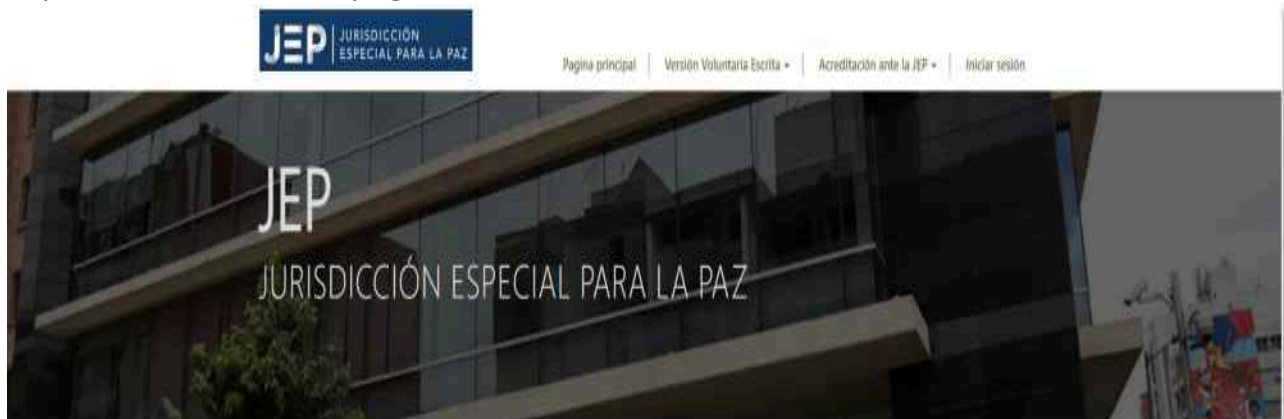 JEP JURISDICCIÓN
ESPECIAL PARA LA PAZ
Pagina principal Versión Voluntaria Escrita Acreditación ante la JEP Iniciar sesión
JEP
JURISDICCIÓN ESPECIAL PARA LA PAZ